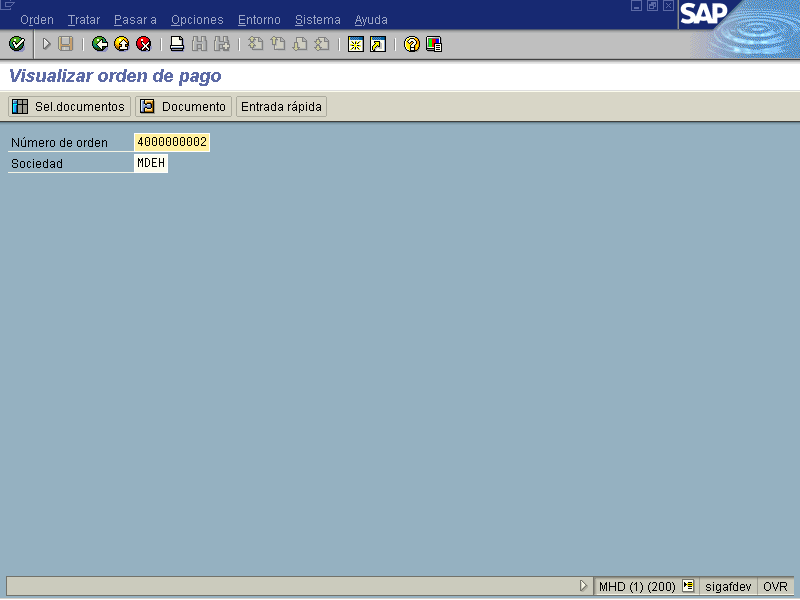 Orden Tratar Pasar a Opciones Entorno Sistema Ayuda
SAP
Visualizar orden de pago
Sel.documentos Documento Entrada rápida
Número de orden 4000000002
Sociedad MDEH
MHD (1) (200) sigafdev OVR